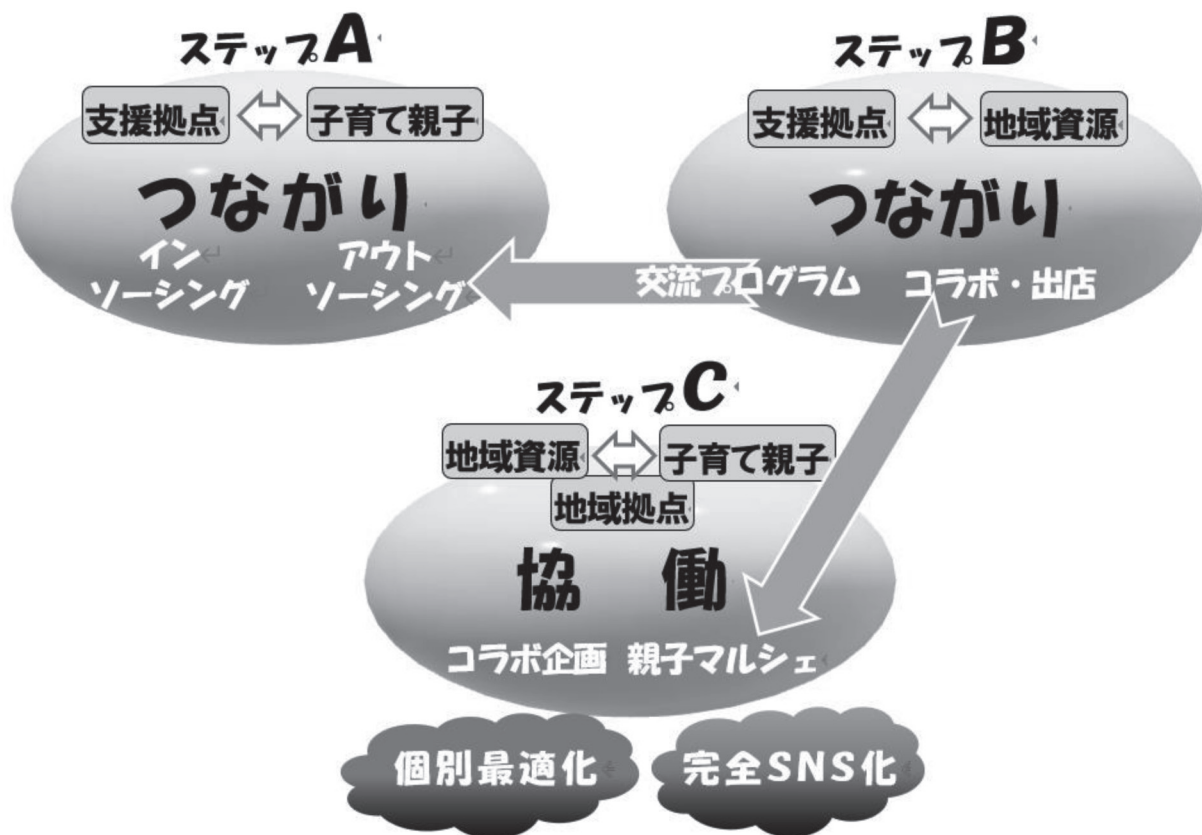 ステップA
支援拠点
子育て親子
つながり
イン
ソーシング
アウト
ソーシング
ステップB
支援拠点
地域資源
つながり
交流プログラム
コラボ・出店
ステップC
地域資源
子育て親子
地域拠点
協 働
コラボ企画 親子マルシェ
個別最適化
完全SNS化